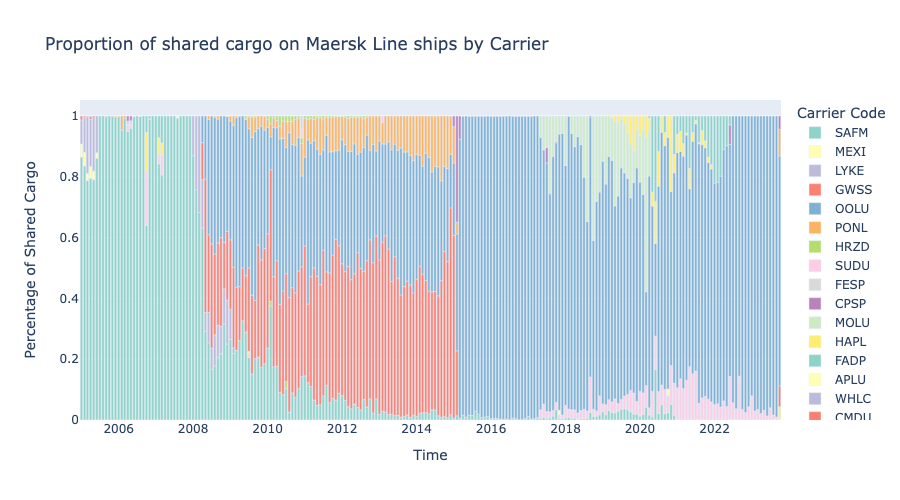 Proportion of shared cargo on Maersk Line ships by Carrier
Carrier Code
SAFM
MEXI
LYKE
GWSS
OOLU
PONL
HRZD
SUDU
FESP
CPSP
MOLU
HAPL
FADP
APLU
WHLC
CMDU
Percentage of Shared Cargo
1
0.8
0.6
0.4
0.2
0
2006
2008
2010
2012
2014
2016
2018
2020
2022
Time